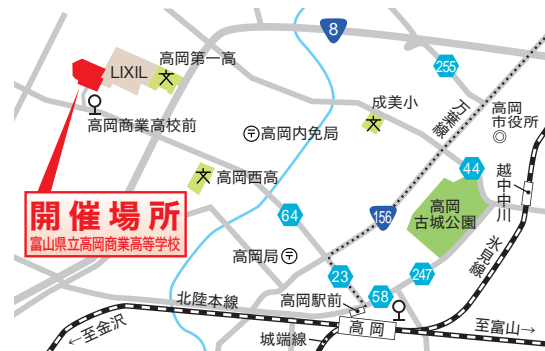 8
LIXIL
高岡第一高
255
高岡商業高校前
万葉線
成美小
高岡
市役所
高岡内免局
44
越中中川
高岡西高
開催場所
富山県立高岡商業高等学校
64
156
高岡
古城公園
氷見線
高岡局
23
247
58
高岡駅前
北陸本線
←至金沢
城端線
高岡
至富山→